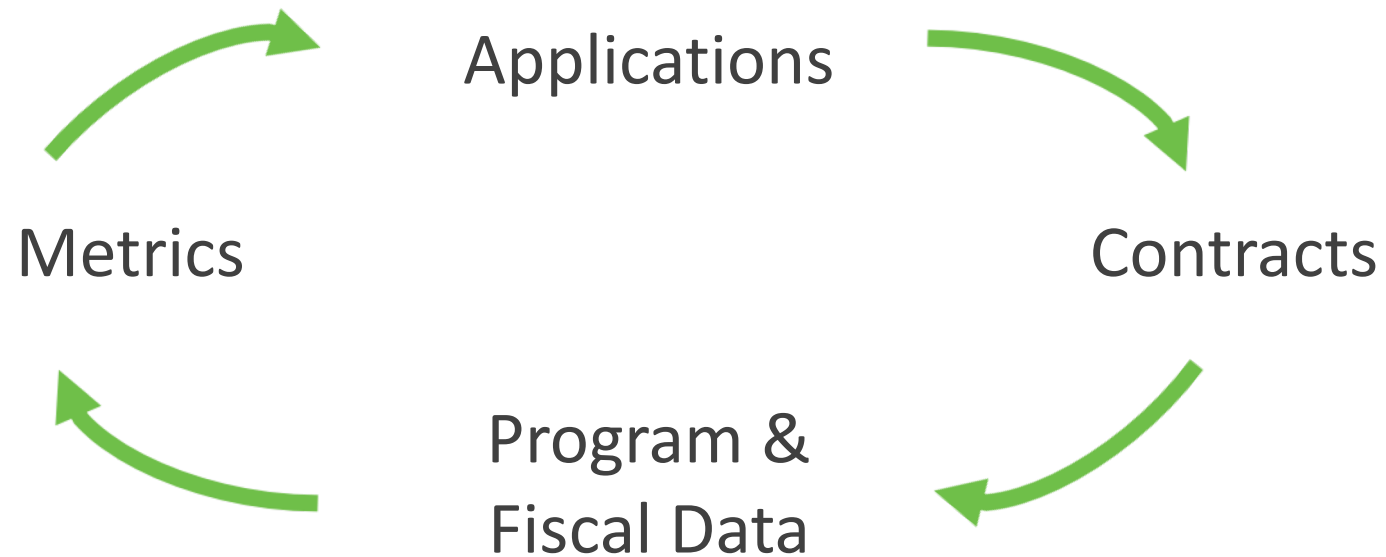 Applications
Metrics
Contracts
Program &
Fiscal Data